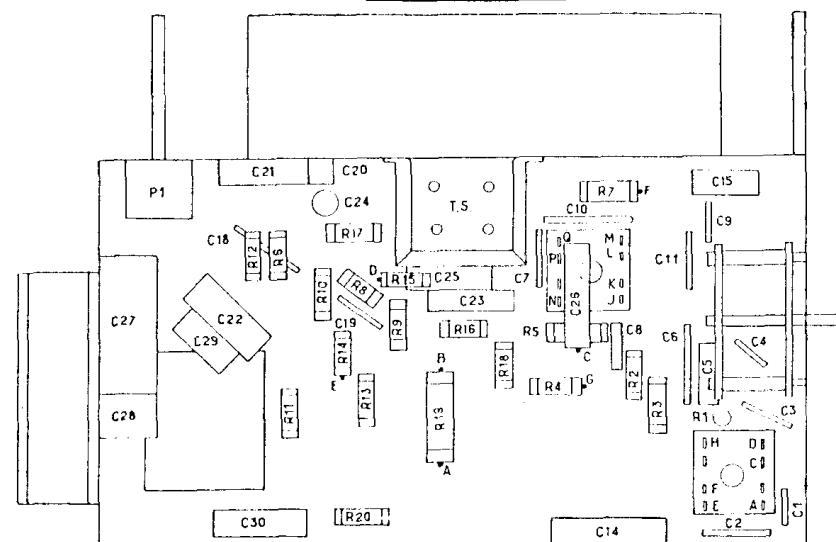 C21
C20
P1
C24
T.S.
R7
F
C15
C10
C9
C18
R12
R6
R17
Q
M
P
L
C11
D
R15
C25
C7
K
N
J
C26
R10
R8
C23
C27
C22
C29
C19
R9
R16
R5
C8
C6
C4
R14
C
C5
B
R18
R2
E
R4
G
R3
C28
R11
R13
R19
R1
C3
H
D
C
A
F
E
A
C1
C2
C30
R20
C14